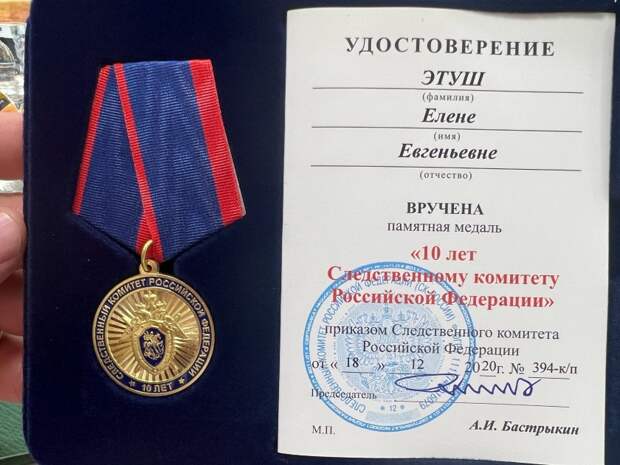 УДОСТОВЕРЕНИЕ
ЭТУШ
(фамилия)
Елене
(имя)
Евгеньевне
(отчество)
ВРУЧЕНА
памятная медаль
«10 лет
Следственному комитету
Российской Федерации»
приказом Следственного комитета
Российской Федерации
от « 18 » 12 2020г. № 394-к/п
Председатель
М.П.
А.И. Бастрыкин
СЛЕДСТВЕННЫЙ КОМИТЕТ РОССИЙСКОЙ ФЕДЕРАЦИИ
10 ЛЕТ